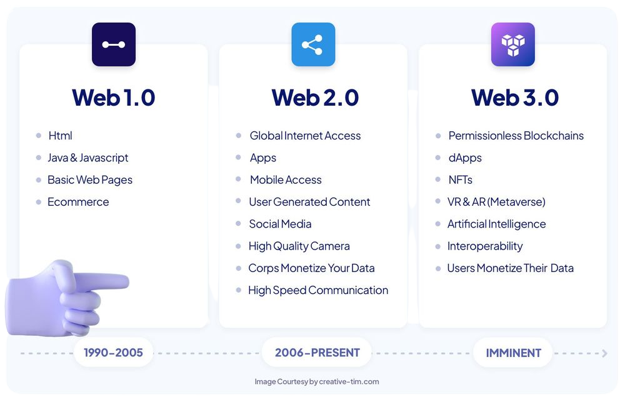 Web 1.0
Html
Java & Javascript
Basic Web Pages
Ecommerce
1990-2005
Web 2.0
Global Internet Access
Apps
Mobile Access
User Generated Content
Social Media
High Quality Camera
Corps Monetize Your Data
High Speed Communication
2006-PRESENT
Web 3.0
Permissionless Blockchains
dApps
NFTs
VR & AR (Metaverse)
Artificial Intelligence
Interoperability
Users Monetize Their Data
IMMINENT
Image Courtesy by creative-tim.com